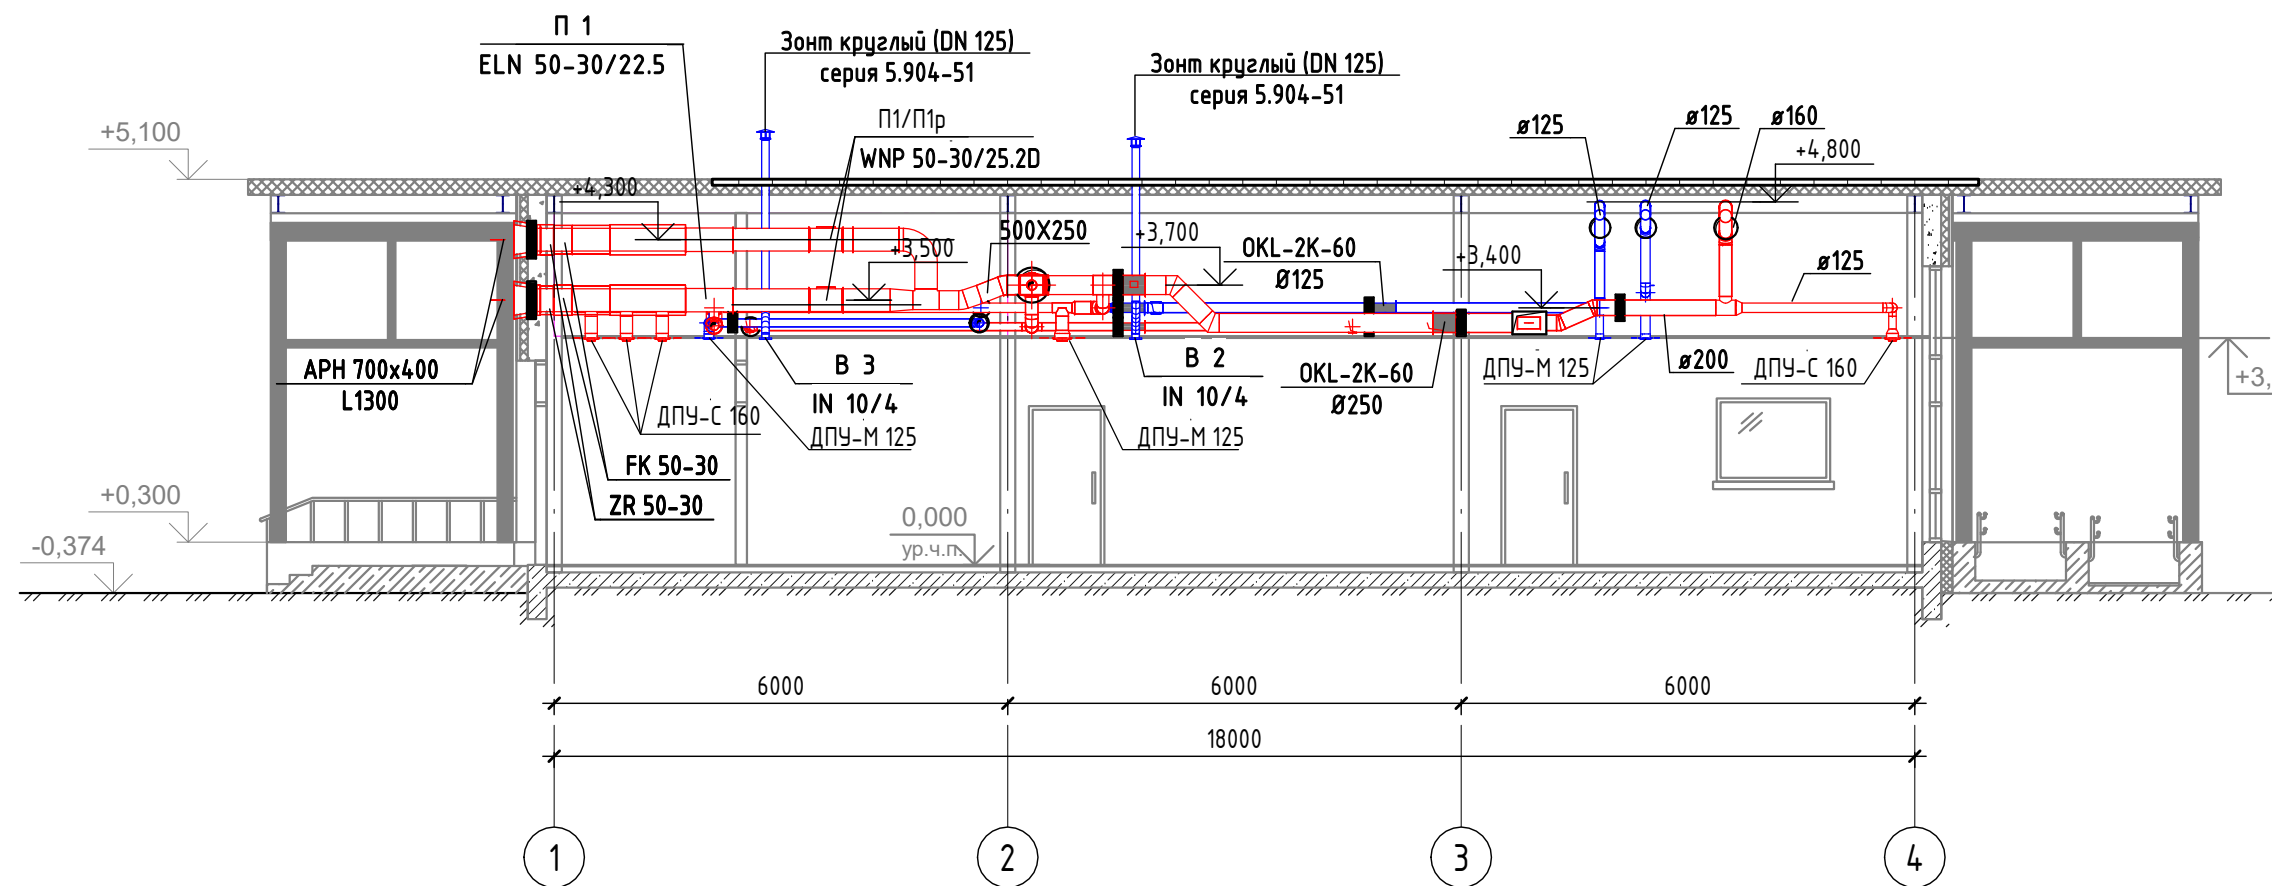 П 1
ELN 50-30/22.5
Зонт круглый (DN 125)
серия 5.904-51
Зонт круглый (DN 125)
серия 5.904-51
П1/П1р
WNP 50-30/25.2D
ø125
ø125
ø160
+5,100
+4,800
+4,300
+3,500
500X250
+3,700
OKL-2K-60
Ø125
+3,400
ø125
APH 700x400
L1300
ДПУ-С 160
В 3
IN 10/4
ДПУ-М 125
В 2
IN 10/4
ДПУ-М 125
OKL-2K-60
Ø250
ДПУ-М 125
ø200
ДПУ-С 160
+3,
FK 50-30
ZR 50-30
+0,300
-0,374
0,000
ур.ч.п.
6000
6000
6000
18000
1
2
3
4